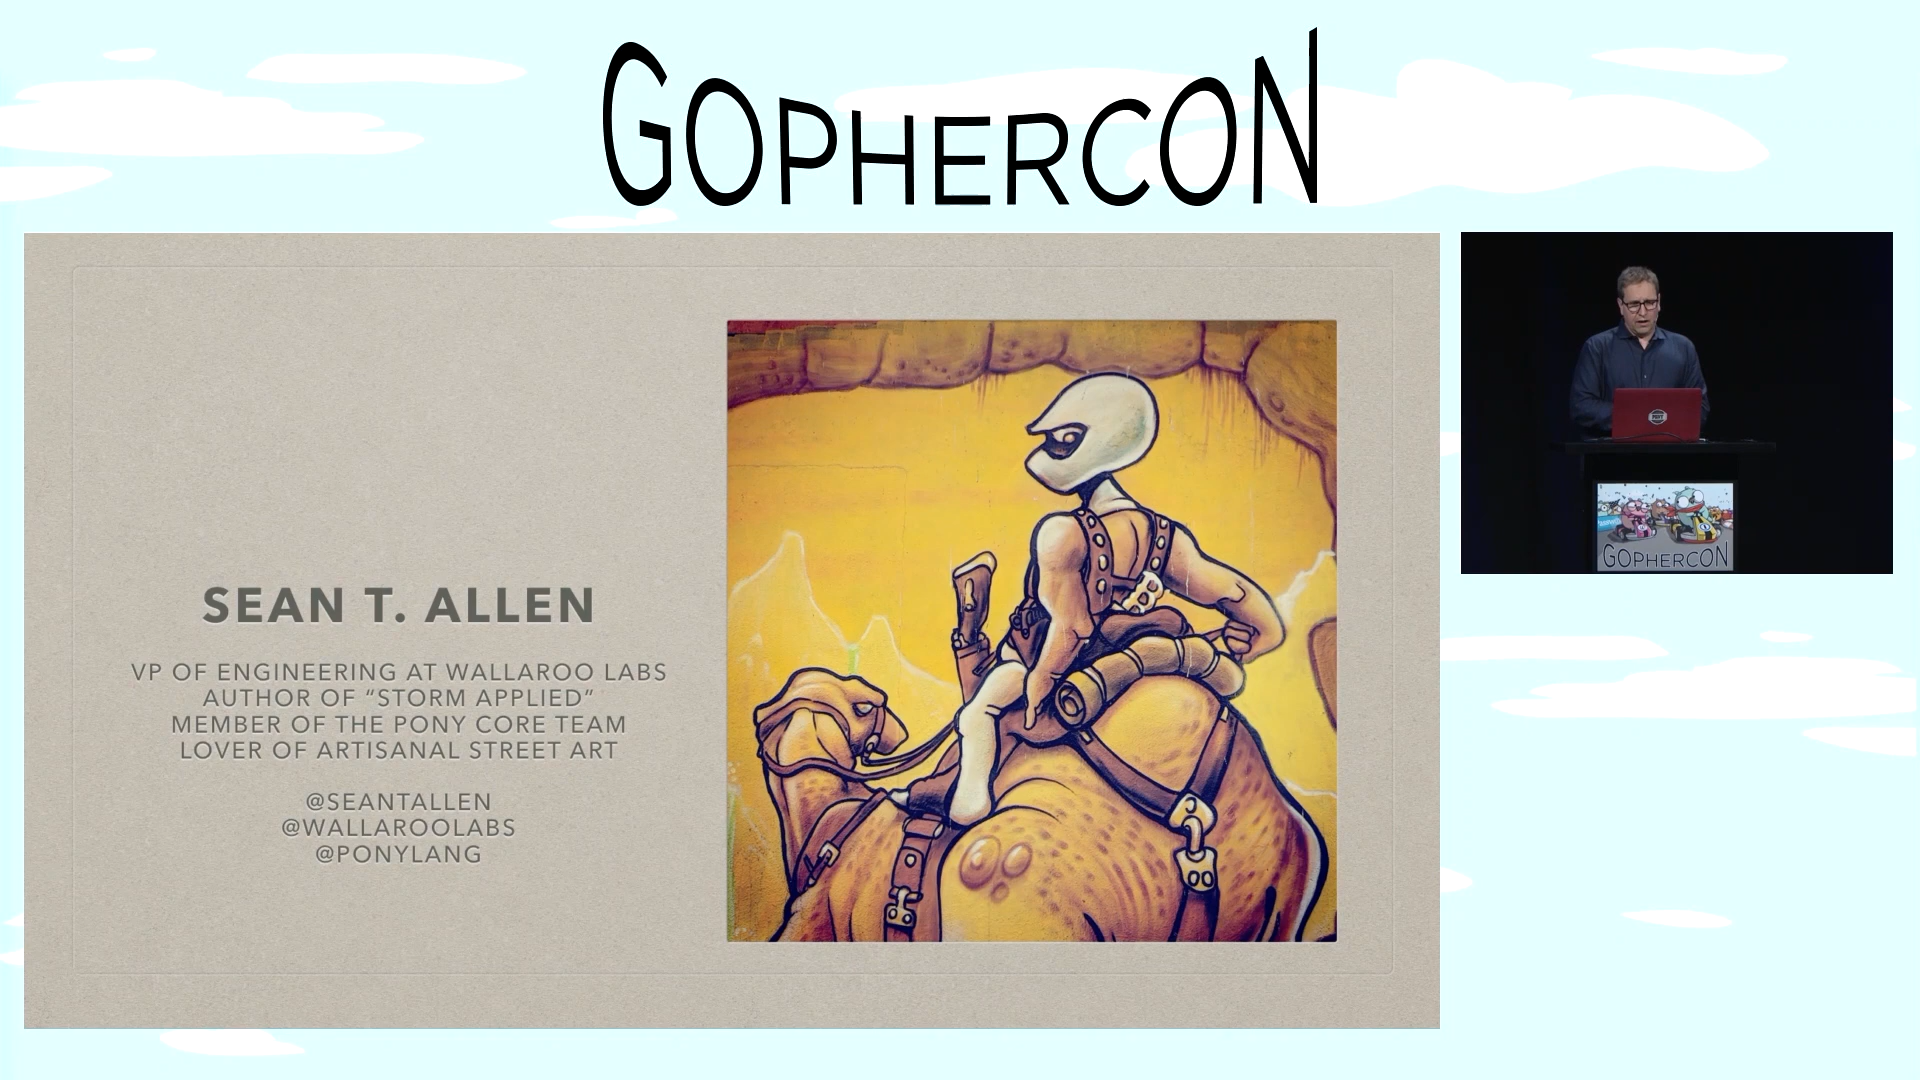 GOPHERCON
SEAN T. ALLEN
VP OF ENGINEERING AT WALLAROO LABS
AUTHOR OF “STORM APPLIED”
MEMBER OF THE PONY CORE TEAM
LOVER OF ARTISANAL STREET ART
@SEANTALLEN
@WALLAROOLABS
@PONYLANG
GOPHERCON